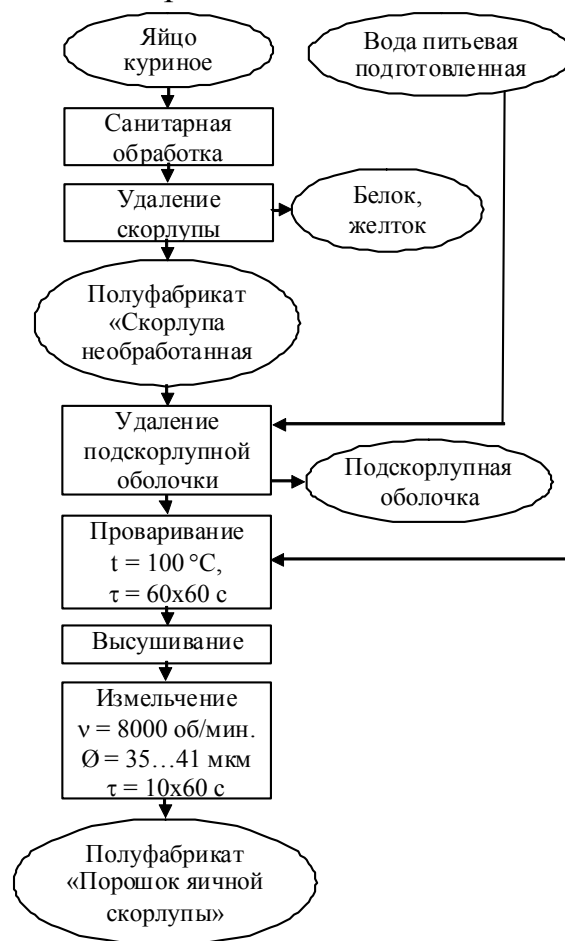 Яйцо
куриное
Вода питьевая
подготовленная
Санитарная
обработка
Удаление
скорлупы
Белок,
желток
Полуфабрикат
«Скорлупа
необработанная
Удаление
подскорлупной
оболочки
Подскорлупная
оболочка
Проваривание
t = 100 °C,
τ = 60x60 с
Высушивание
Измельчение
ν = 8000 об/мин.
Ø = 35…41 мкм
τ = 10x60 с
Полуфабрикат
«Порошок яичной
скорлупы»